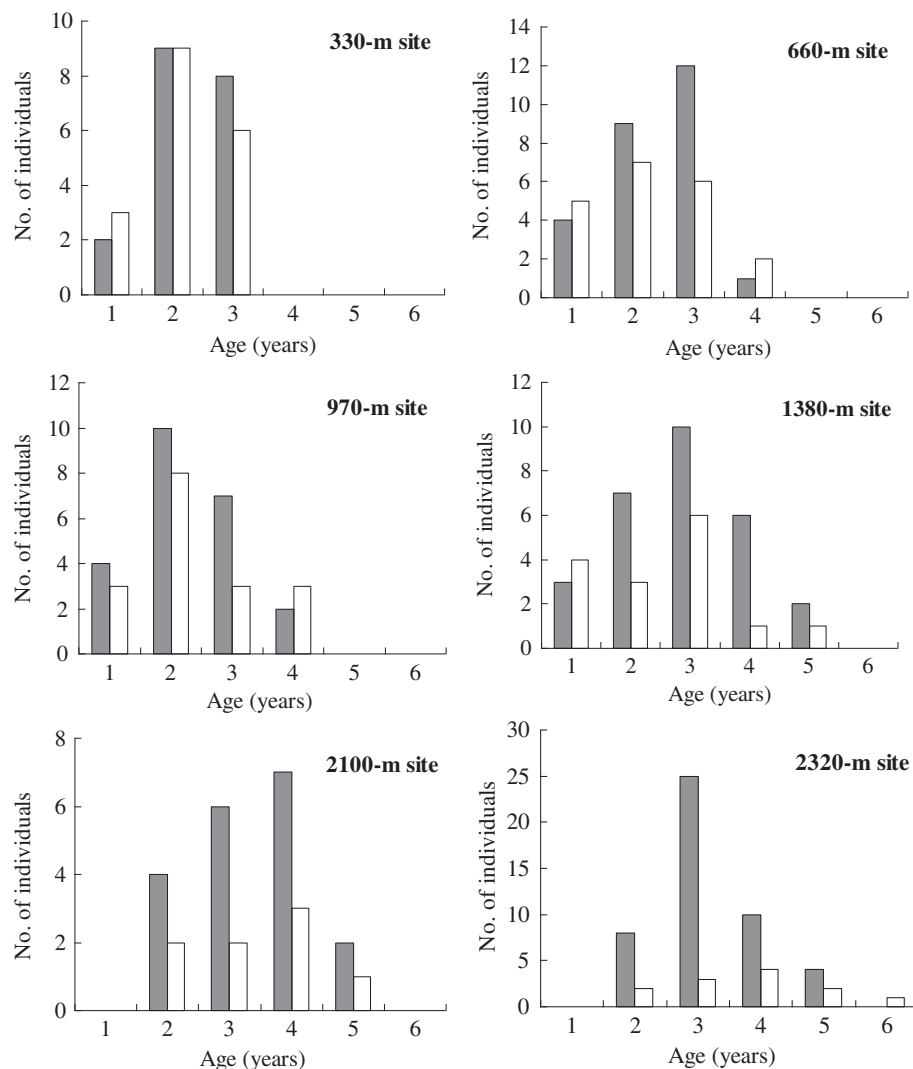 330-m site
No. of individuals
10
8
6
4
2
0
1 2 3 4 5 6
Age (years)
660-m site
No. of individuals
14
12
10
8
6
4
2
0
1 2 3 4 5 6
Age (years)
970-m site
No. of individuals
12
10
8
6
4
2
0
1 2 3 4 5 6
Age (years)
1380-m site
No. of individuals
12
10
8
6
4
2
0
1 2 3 4 5 6
Age (years)
2100-m site
No. of individuals
8
6
4
2
0
1 2 3 4 5 6
Age (years)
2320-m site
No. of individuals
30
25
20
15
10
5
0
1 2 3 4 5 6
Age (years)